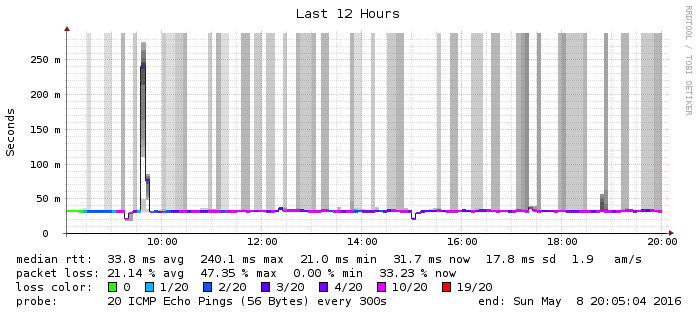 Last 12 Hours
RRDTOOL / TOBI OETIKER
Seconds
250 m
200 m
150 m
100 m
50 m
0
10:00 12:00 14:00 16:00 18:00 20:00
median rtt: 33.8 ms avg 240.1 ms max 21.0 ms min 31.7 ms now 17.8 ms sd 1.9 am/s
packet loss: 21.14 % avg 47.35 % max 0.00 % min 33.23 % now
loss color: 0 1/20 2/20 3/20 4/20 10/20 19/20
probe: 20 ICMP Echo Pings (56 Bytes) every 300s end: Sun May 8 20:05:04 2016